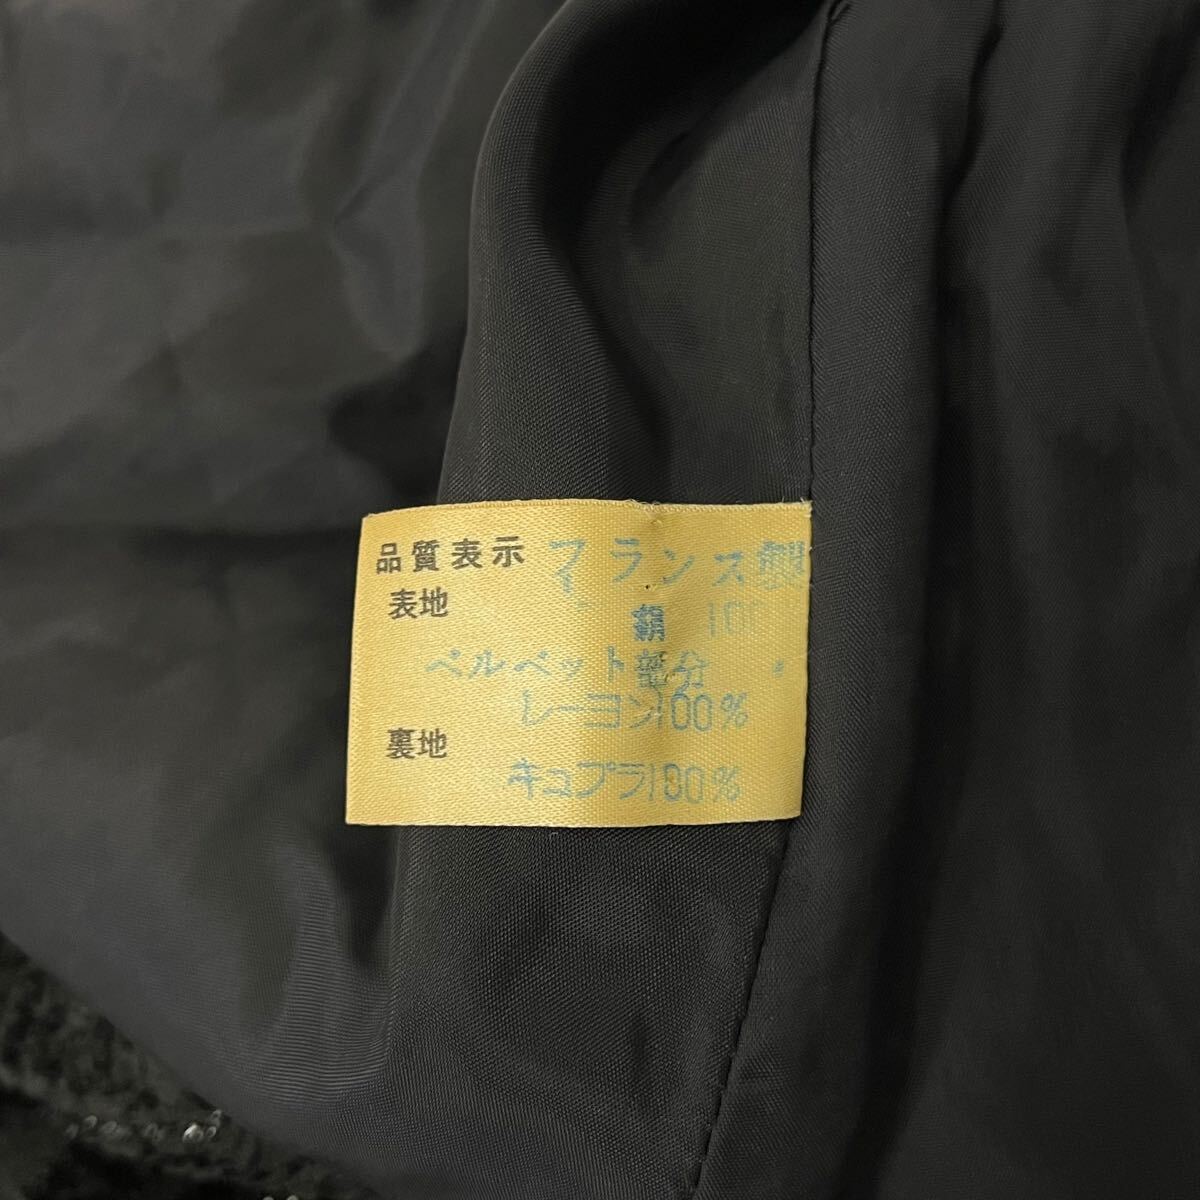 品質表示 フランス製
表地
絹 100
ベルベット部分
レーヨン100%
裏地
キュプラ100%